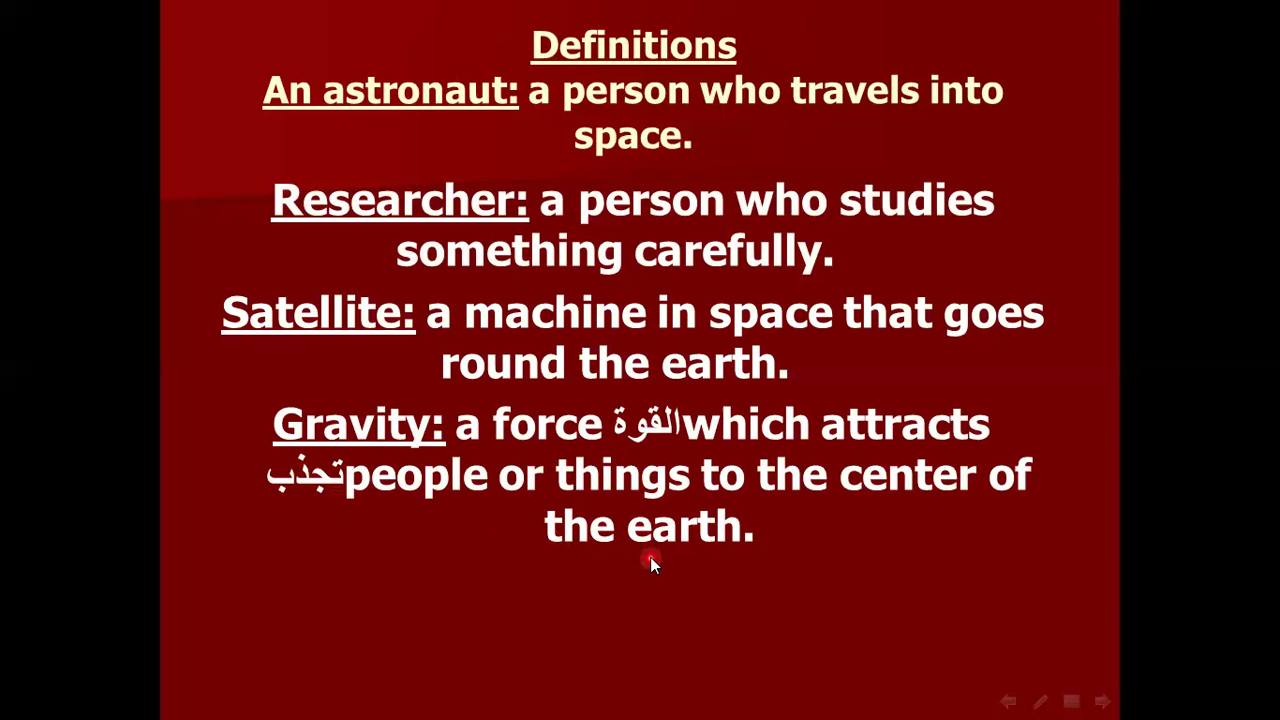 Definitions
An astronaut: a person who travels into
space.
Researcher: a person who studies
something carefully.
Satellite: a machine in space that goes
round the earth.
Gravity: a force القوة which attracts
تجذب people or things to the center of
the earth.